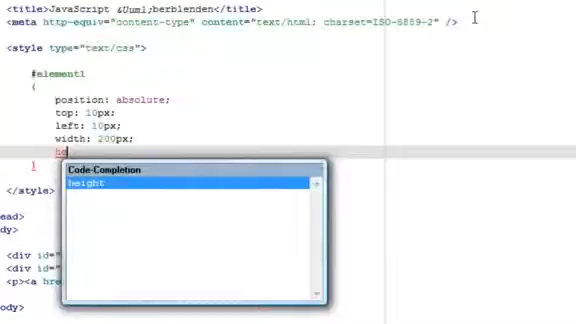 <title>JavaScript &Uuml;berblenden</title>
<meta http-equiv="content-type" content="text/html; charset=ISO-8859-2" />
<style type="text/css">
#element1
{
position: absolute;
top: 10px;
left: 10px;
width: 200px;
he
Code-Completion
height
}
</style>
ead>
dy>
<div id="
<div id="
<p><a hre
ody>